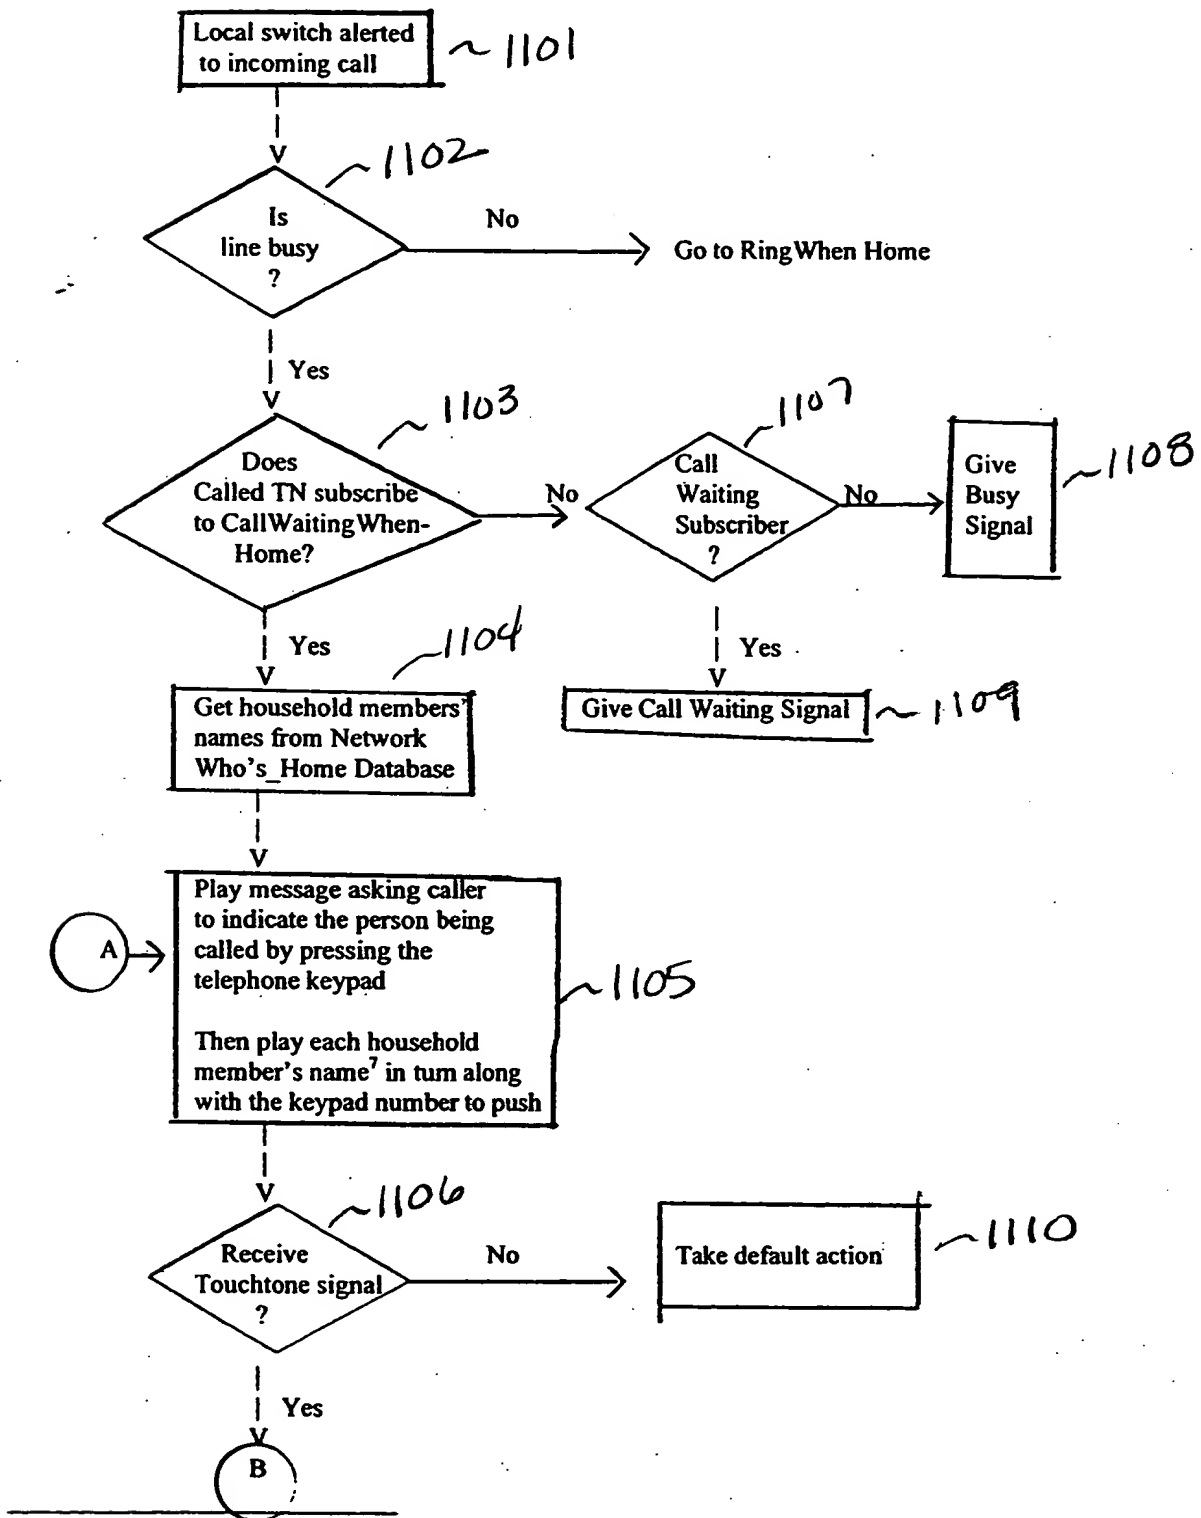 Local switch alerted
to incoming call
~ 1101
1102
Is
line busy
?
No
Go to RingWhen Home
Yes
1103
Does
Called TN subscribe
to CallWaitingWhen-
Home?
No
1107
Call
Waiting
Subscriber
?
No
1108
Give
Busy
Signal
Yes
1104
Yes
Get household members'
names from Network
Who's_Home Database
Give Call Waiting Signal
~ 1109
A
Play message asking caller
to indicate the person being
called by pressing the
telephone keypad
Then play each household
member's name⁷ in turn along
with the keypad number to push
1105
1106
Receive
Touchtone signal
?
No
Take default action
1110
Yes
B